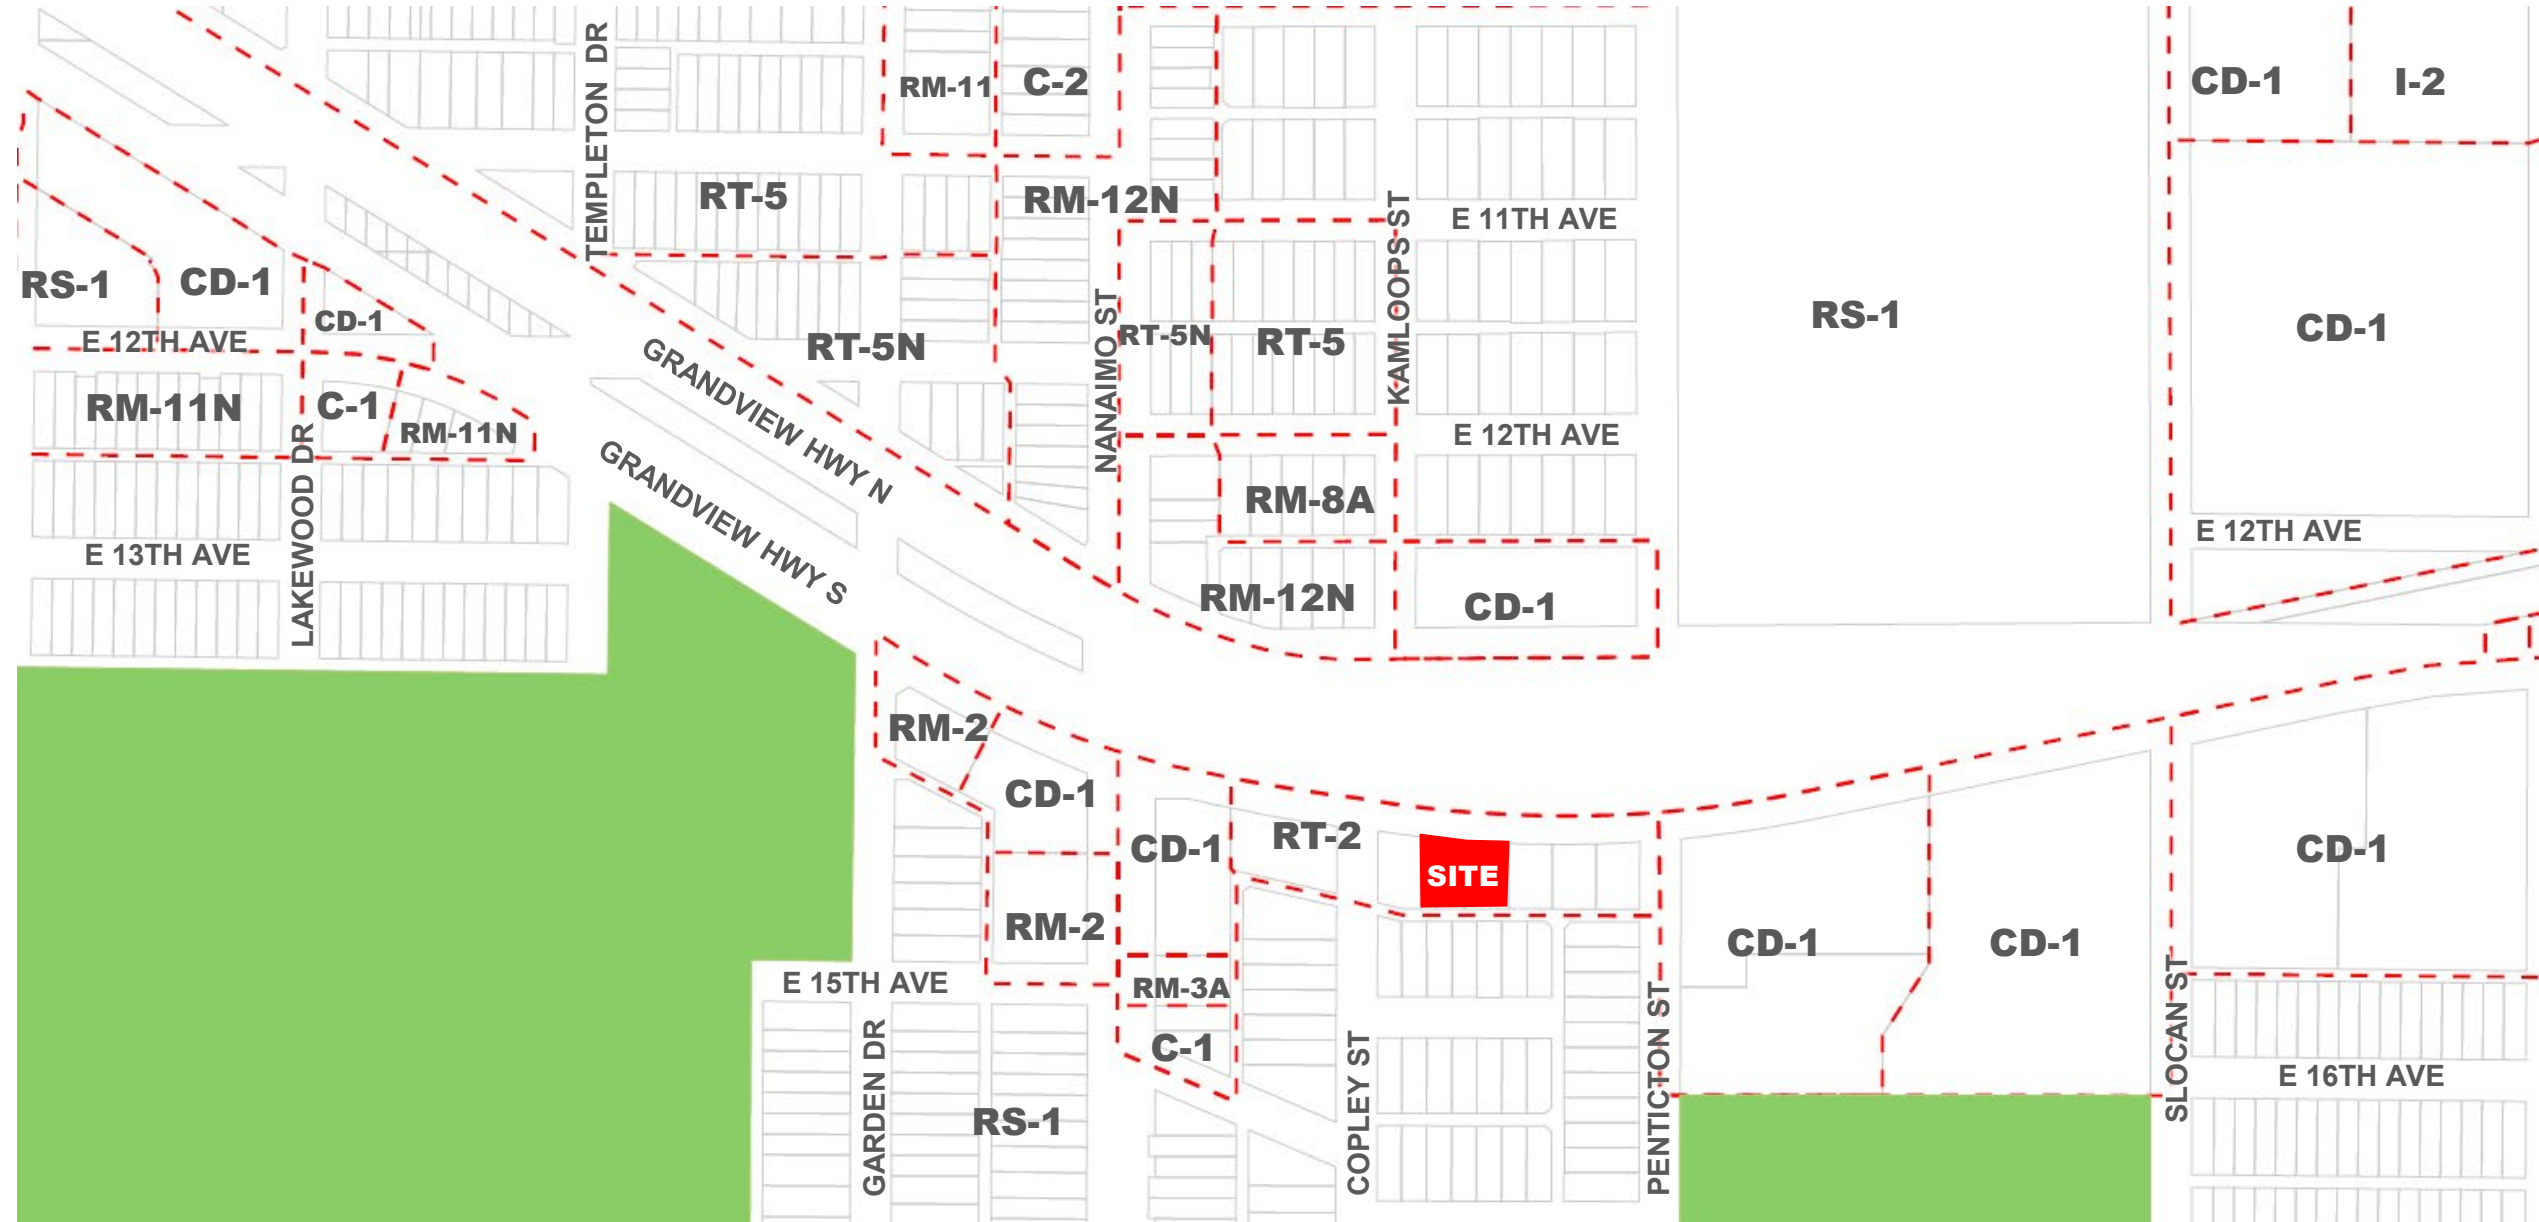 TEMPLETON DR
RM-11
C-2
CD-1
I-2
RT-5
RM-12N
KAMLOOPS ST
E 11TH AVE
RS-1
CD-1
CD-1
E 12TH AVE
NANAIMO ST
RT-5N
RT-5N
RT-5
RS-1
CD-1
GRANDVIEW HWY N
RM-11N
C-1
RM-11N
LAKEWOOD DR
E 12TH AVE
GRANDVIEW HWY S
RM-8A
E 12TH AVE
E 13TH AVE
RM-12N
CD-1
RM-2
CD-1
CD-1
RT-2
SITE
CD-1
RM-2
CD-1
CD-1
E 15TH AVE
RM-3A
C-1
GARDEN DR
RS-1
COPLEY ST
PENTICTON ST
SLOCAN ST
E 16TH AVE